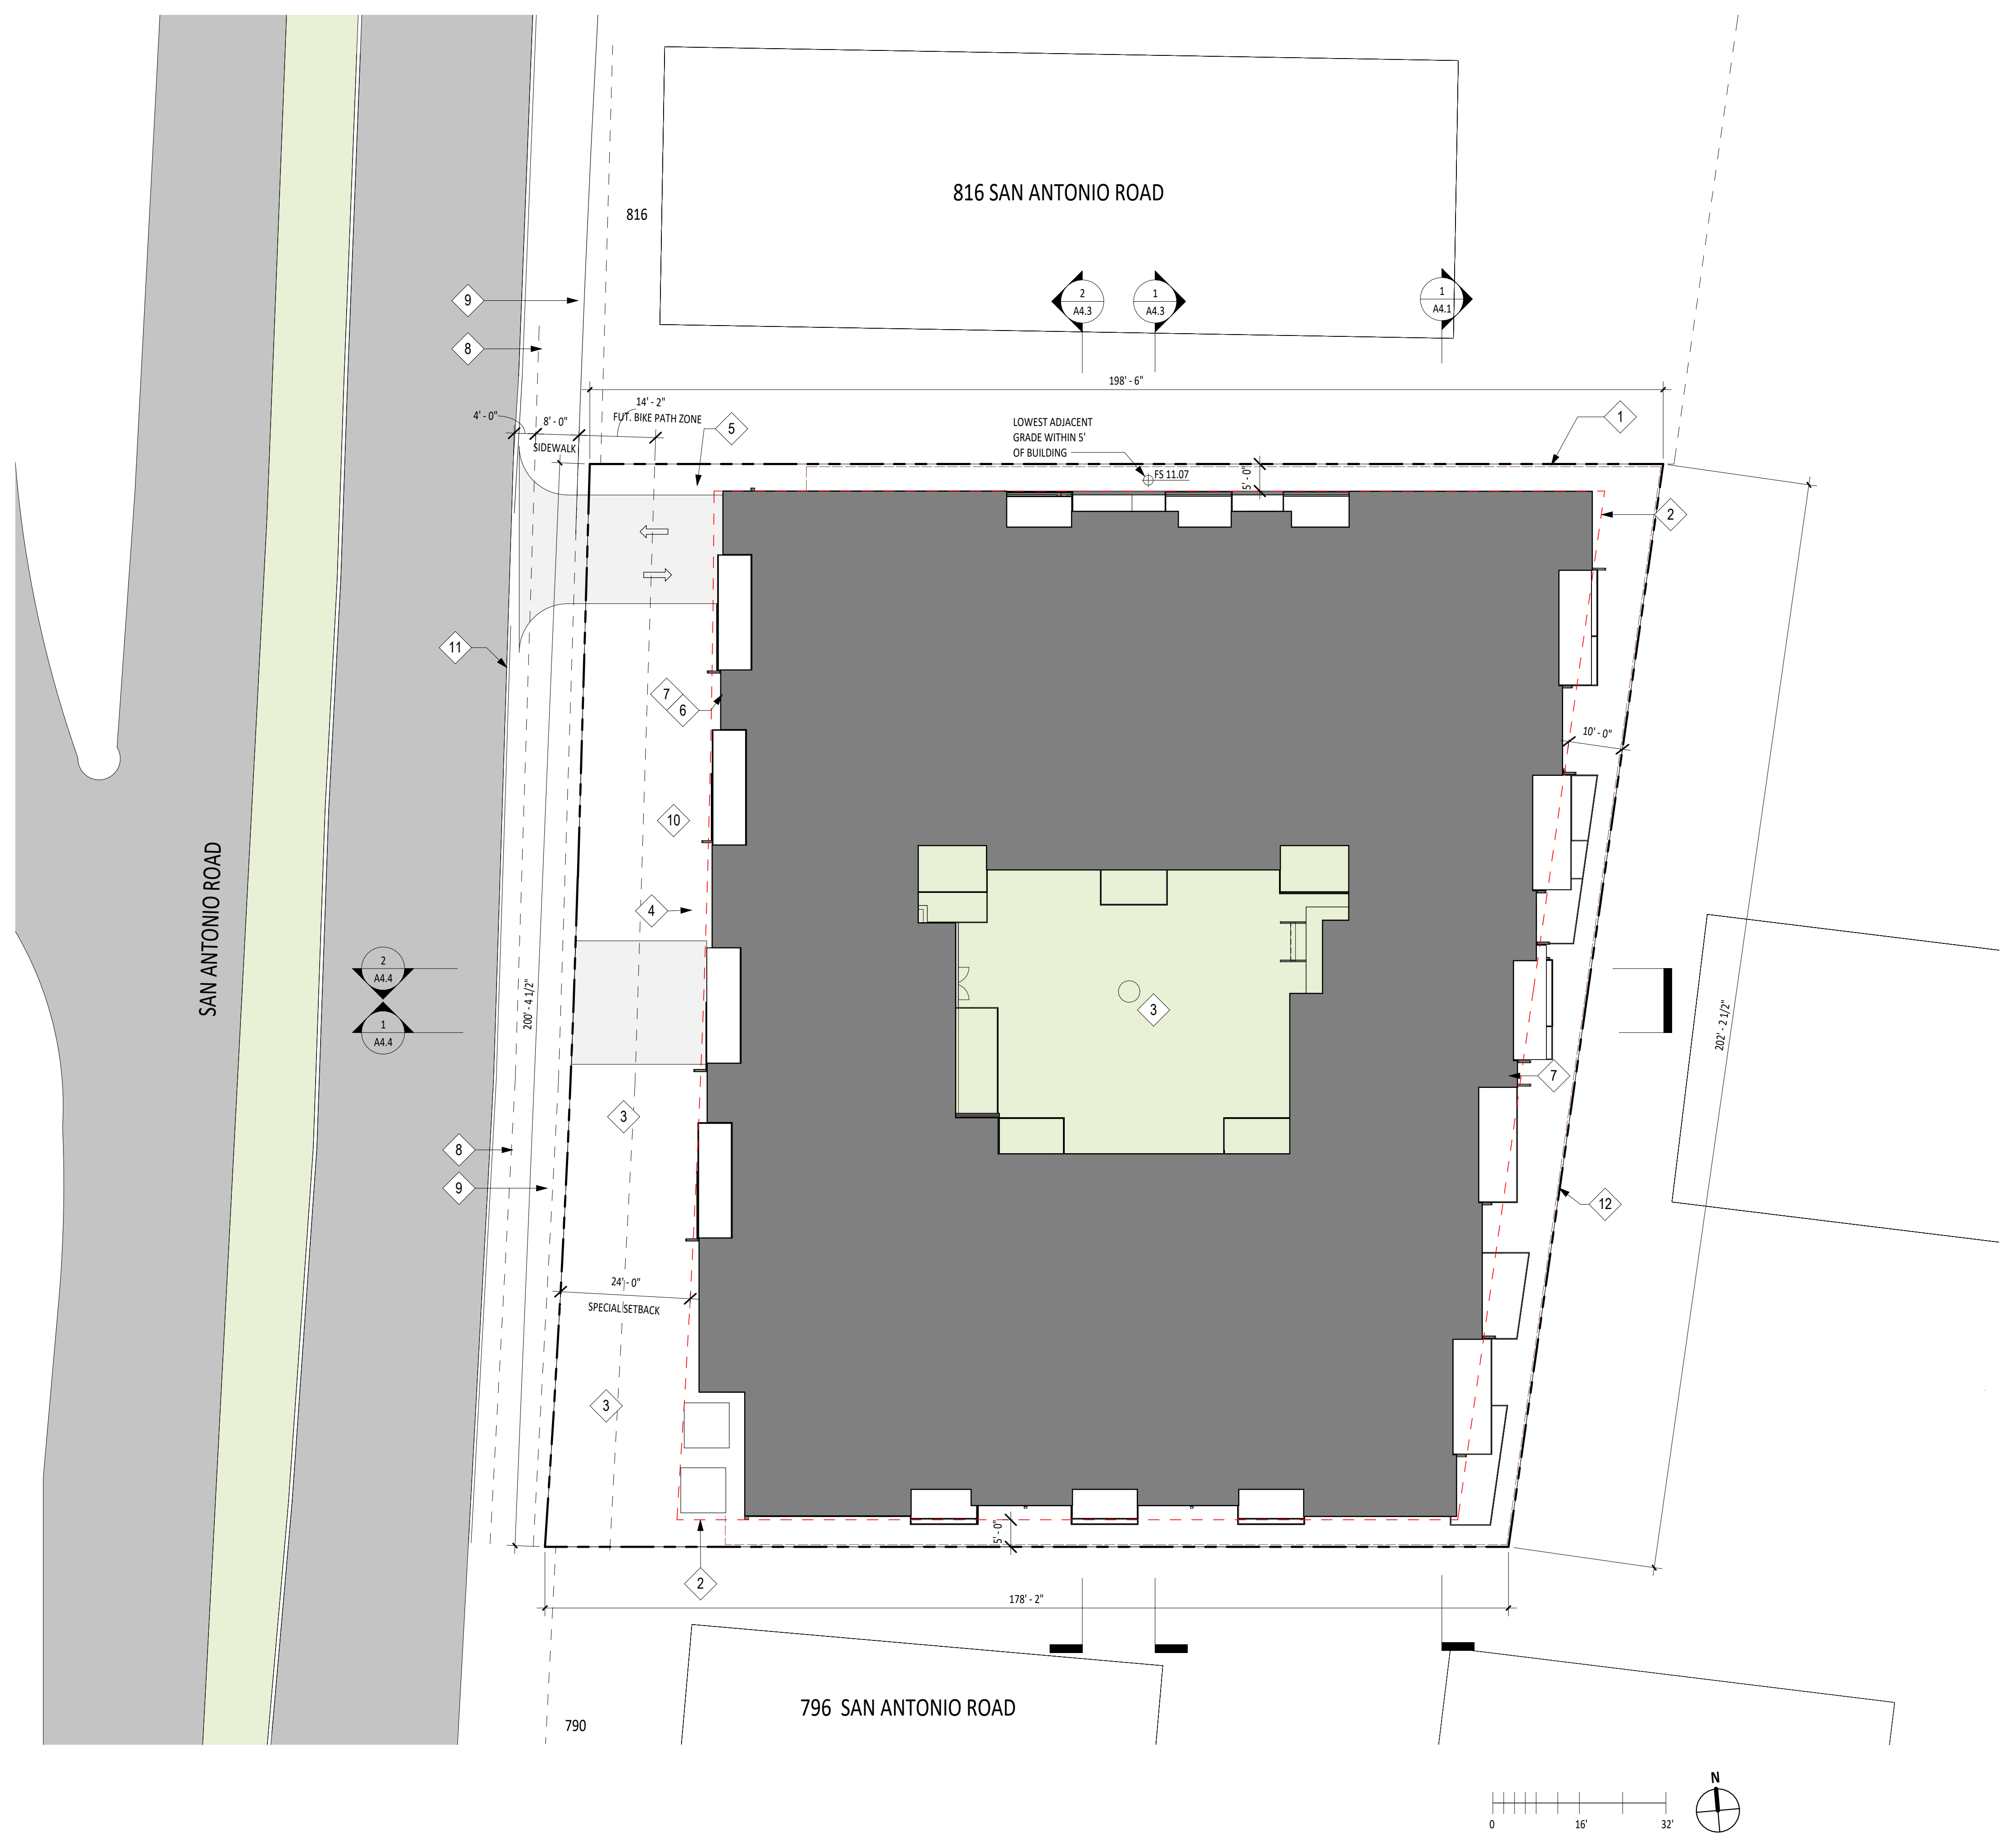 816 SAN ANTONIO ROAD
816
2
A4.3
1
A4.3
1
A4.1
9
8
198' - 6"
14' - 2"
FUT. BIKE PATH ZONE
4' - 0"
8' - 0"
SIDEWALK
5
LOWEST ADJACENT
GRADE WITHIN 5'
OF BUILDING
FS 11.07
5' - 0"
1
2
11
7
6
10' - 0"
10
4
SAN ANTONIO ROAD
2
A4.4
1
A4.4
200' - 4 1/2"
3
202' - 2 1/2"
7
3
8
9
12
24' - 0"
SPECIAL SETBACK
3
5' - 0"
2
178' - 2"
796 SAN ANTONIO ROAD
790
N
0
16'
32'